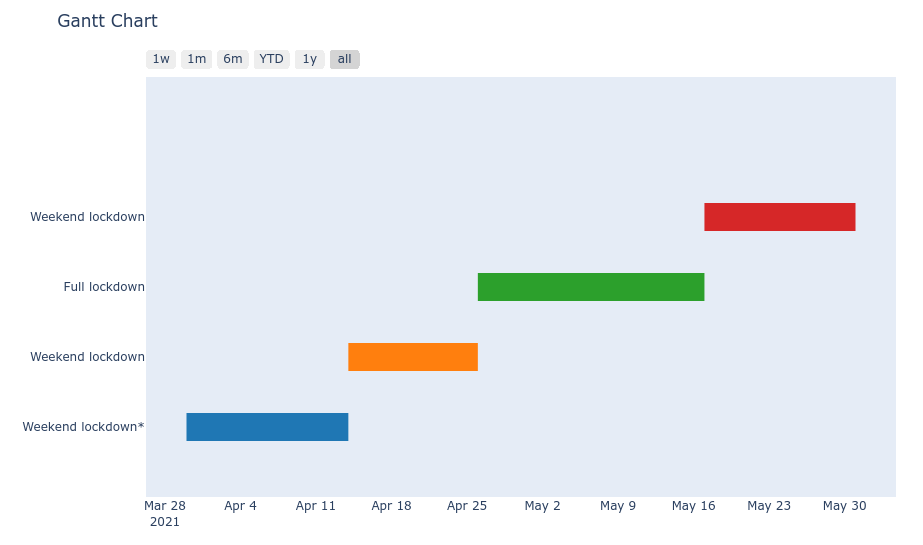 Gantt Chart
1w 1m 6m YTD 1y all
Weekend lockdown
Full lockdown
Weekend lockdown
Weekend lockdown*
Mar 28 Apr 4 Apr 11 Apr 18 Apr 25 May 2 May 9 May 16 May 23 May 30
2021